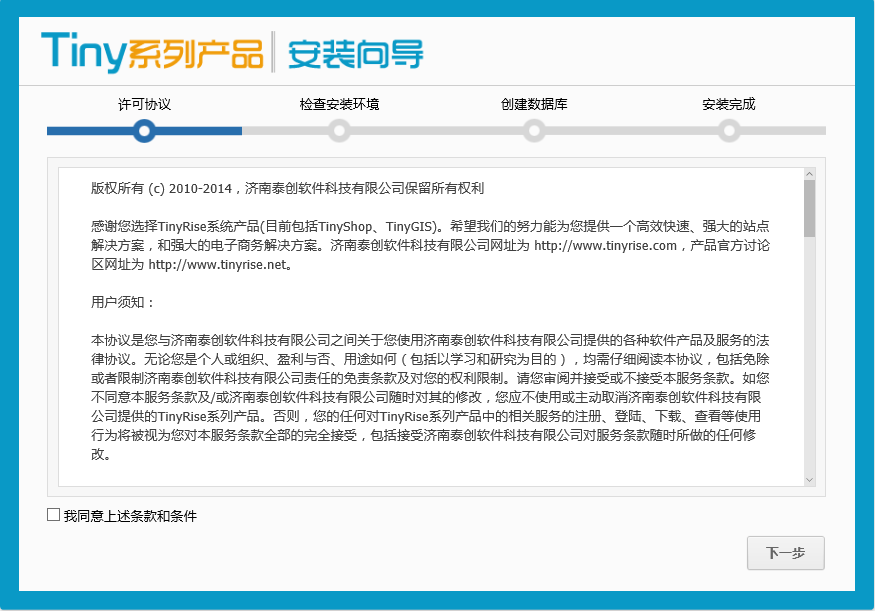 Tiny系列产品 安装向导
许可协议 检查安装环境 创建数据库 安装完成
版权所有 (c) 2010-2014，济南泰创软件科技有限公司保留所有权利
感谢您选择TinyRise系统产品(目前包括TinyShop、TinyGIS)。希望我们的努力能为您提供一个高效快速、强大的站点
解决方案，和强大的电子商务解决方案。济南泰创软件科技有限公司网址为 http://www.tinyrise.com，产品官方讨论
区网址为 http://www.tinyrise.net。
用户须知：
本协议是您与济南泰创软件科技有限公司之间关于您使用济南泰创软件科技有限公司提供的各种软件产品及服务的法
律协议。无论您是个人或组织、盈利与否、用途如何（包括以学习和研究为目的），均需仔细阅读本协议，包括免除
或者限制济南泰创软件科技有限公司责任的免责条款及对您的权利限制。请您审阅并接受或不接受本服务条款。如您
不同意本服务条款及/或济南泰创软件科技有限公司随时对其的修改，您应不使用或主动取消济南泰创软件科技有限
公司提供的TinyRise系列产品。否则，您的任何对TinyRise系列产品中的相关服务的注册、登陆、下载、查看等使用
行为将被视为您对本服务条款全部的完全接受，包括接受济南泰创软件科技有限公司对服务条款随时所做的任何修
改。
我同意上述条款和条件
下一步